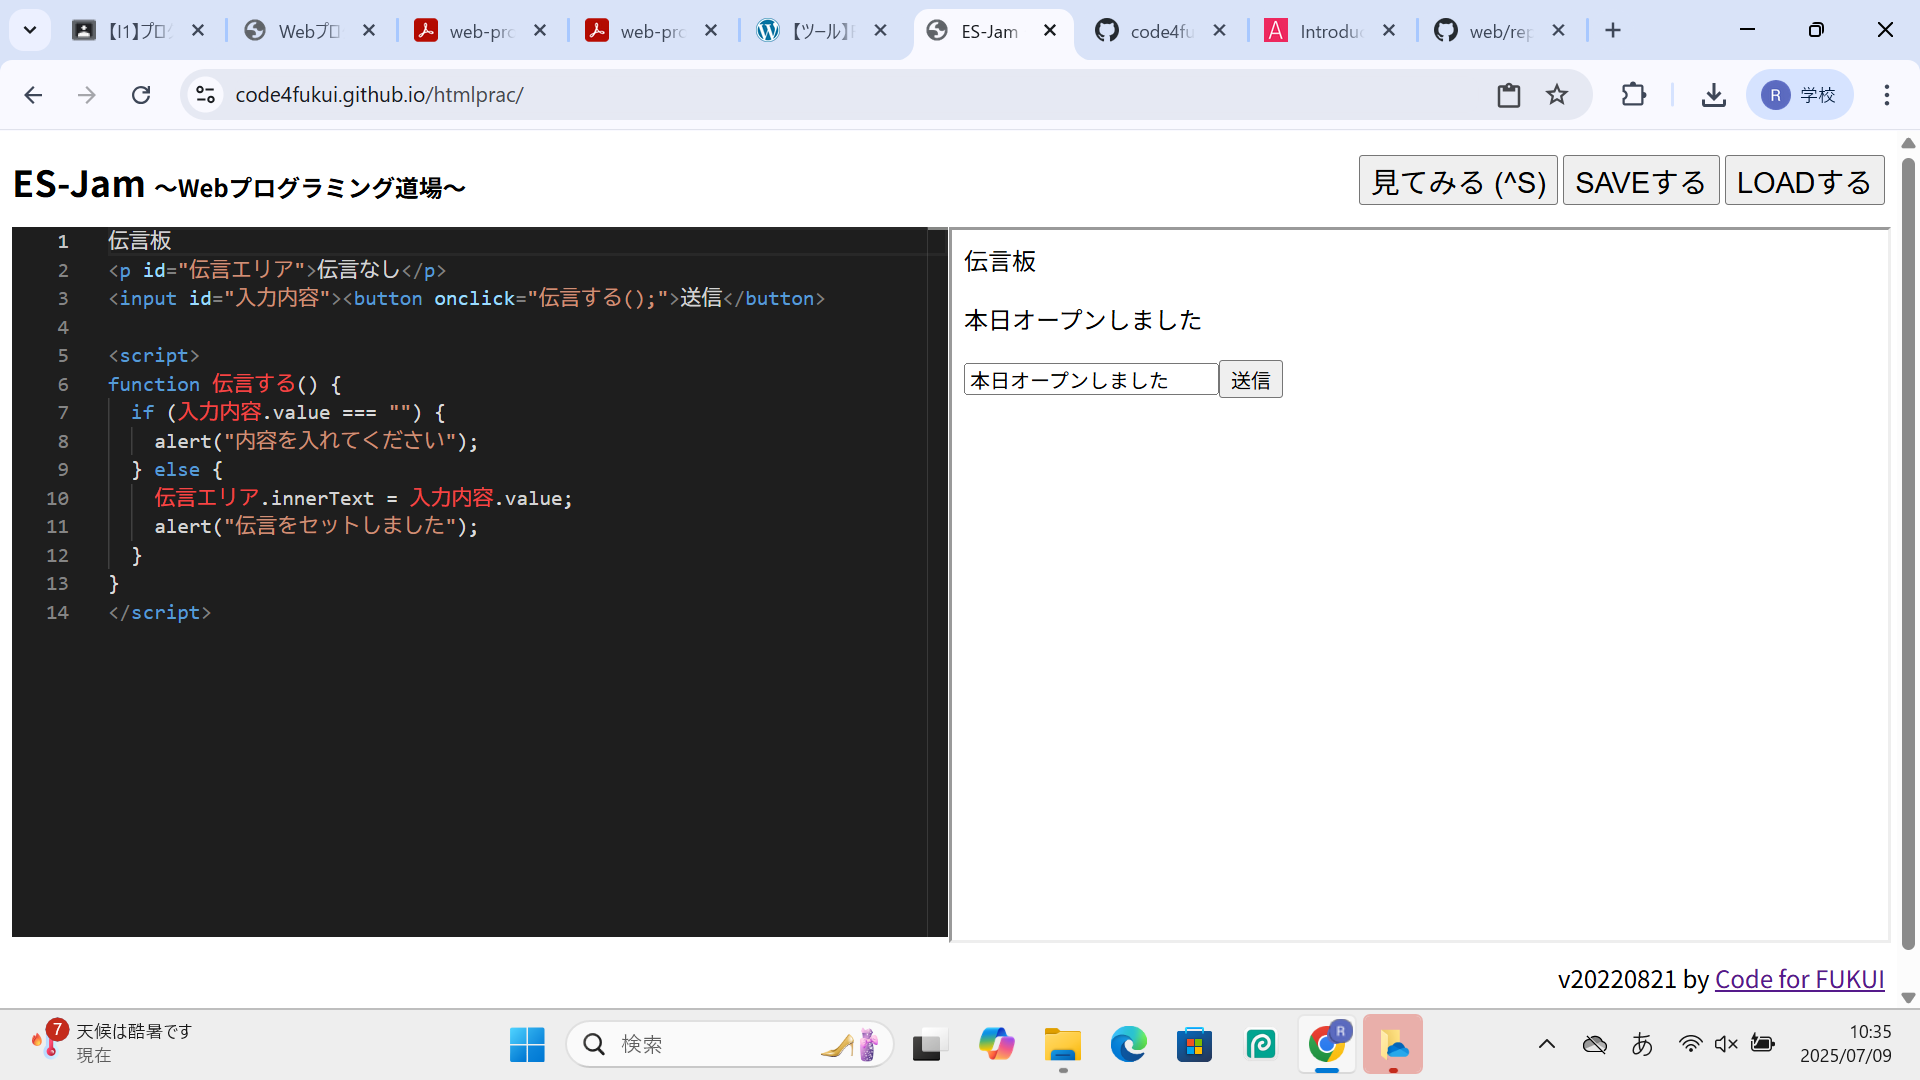 【I1】プロ
Webプロ
web-pro
web-pro
【ツール】
ES-Jam
code4fu
Introdu
web/rep
code4fukui.github.io/htmlprac/
R 学校
ES-Jam ～Webプログラミング道場～
見てみる (^S) SAVEする LOADする
1 伝言板
2 <p id="伝言エリア">伝言なし</p>
3 <input id="入力内容"><button onclick="伝言する();">送信</button>
4
5 <script>
6 function 伝言する() {
7 if (入力内容.value === "") {
8 alert("内容を入れてください");
9 } else {
10 伝言エリア.innerText = 入力内容.value;
11 alert("伝言をセットしました");
12 }
13 }
14 </script>
伝言板
本日オープンしました
本日オープンしました 送信
v20220821 by Code for FUKUI
7 天候は酷暑です
現在
検索
R
あ
10:35
2025/07/09